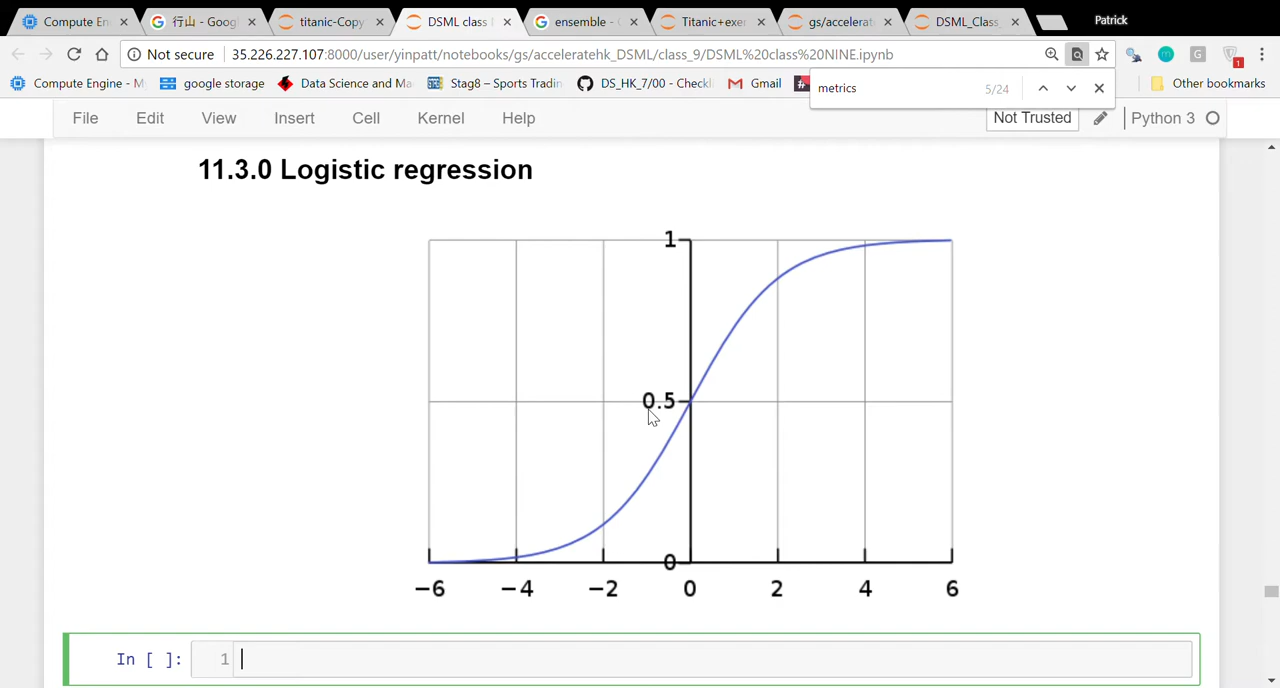 Compute En
行山 - Goog
titanic-Copy
DSML class
ensemble -
Titanic+exer
gs/accelerat
DSML_Class_
Patrick
Not secure
35.226.227.107:8000/user/yinpatt/notebooks/gs/acceleratehk_DSML/class_9/DSML%20class%20NINE.ipynb
Compute Engine - My
google storage
Data Science and Ma
Stag8 – Sports Tradin
DS_HK_7/00 - Checkl
Gmail
Other bookmarks
metrics
5/24
File Edit View Insert Cell Kernel Help
Not Trusted
Python 3
11.3.0 Logistic regression
1
0.5
0
−6 −4 −2 0 2 4 6
In [ ]: 1